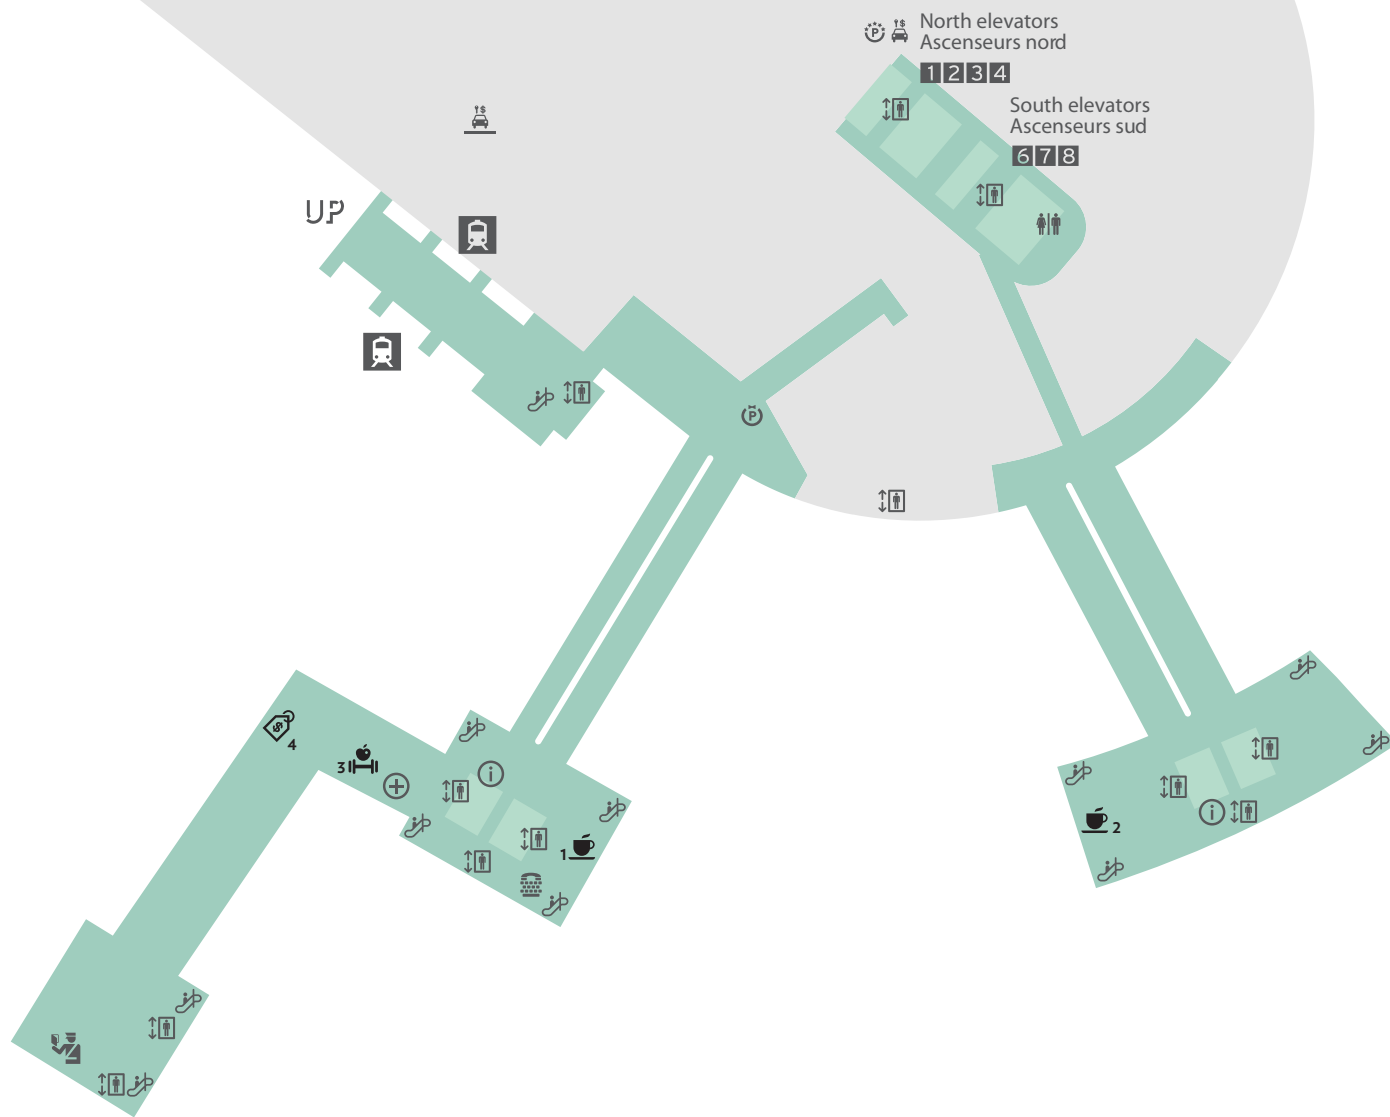 North elevators
Ascenseurs nord
1 2 3 4
South elevators
Ascenseurs sud
6 7 8
UP
P
P
4
3
1
2